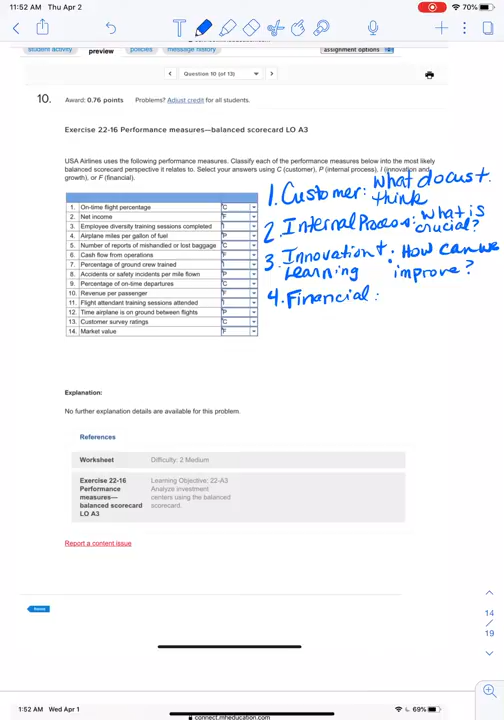 11:52 AM Thu Apr 2
70%
student activity preview policies message history assignment options
Question 10 (of 13)
10. Award: 0.76 points Problems? Adjust credit for all students.
Exercise 22-16 Performance measures—balanced scorecard LO A3
USA Airlines uses the following performance measures. Classify each of the performance measures below into the most likely
balanced scorecard perspective it relates to. Select your answers using C (customer), P (internal process), I (innovation and
growth), or F (financial).
1. On-time flight percentage C
2. Net income F
3. Employee diversity training sessions completed I
4. Airplane miles per gallon of fuel P
5. Number of reports of mishandled or lost baggage C
6. Cash flow from operations F
7. Percentage of ground crew trained I
8. Accidents or safety incidents per mile flown P
9. Percentage of on-time departures C
10. Revenue per passenger F
11. Flight attendant training sessions attended I
12. Time airplane is on ground between flights P
13. Customer survey ratings C
14. Market value F
1. Customer: What do cust.
think
2. Internal Process: What is
crucial?
3. Innovation + : How can we
Learning improve?
4. Financial :
Explanation:
No further explanation details are available for this problem.
References
Worksheet Difficulty: 2 Medium
Exercise 22-16 Learning Objective: 22-A3
Performance Analyze investment
measures— centers using the balanced
balanced scorecard scorecard.
LO A3
Report a content issue
14
/
19
1:52 AM Wed Apr 1
69%
connect.mheducation.com